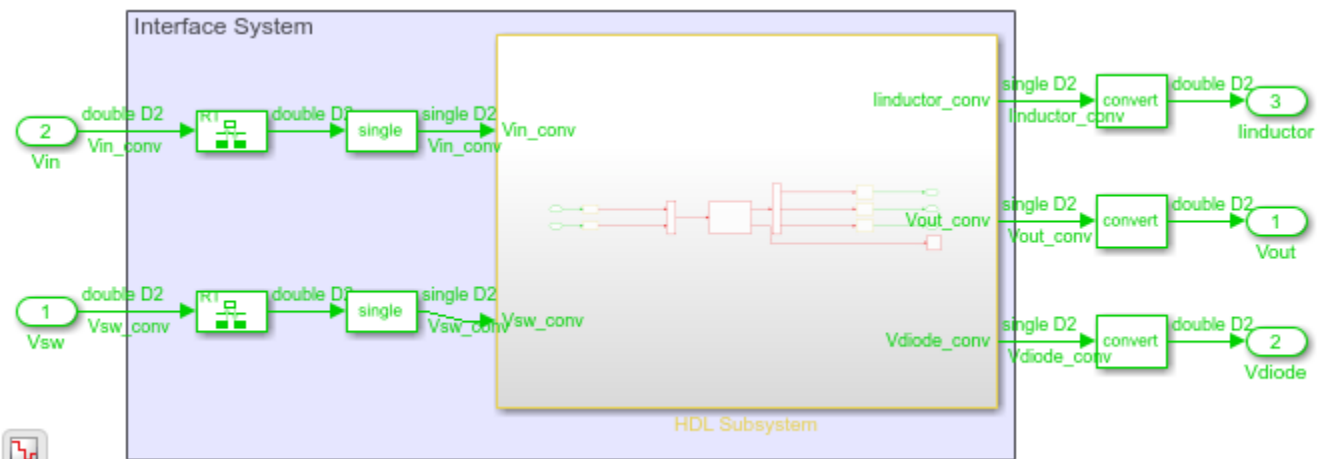 Interface System
double D2
RT
double D2
single
single D2
Vin_conv
2
Vin_conv
Vin_conv
Vin
Iinductor_conv
single D2
convert
double D2
3
Iinductor_conv
Iinductor
Vout_conv
single D2
convert
double D2
1
Vout_conv
Vout
double D2
RT
double D2
single
single D2
Vsw_conv
1
Vsw_conv
Vsw_conv
Vsw
Vdiode_conv
single D2
convert
double D2
2
Vdiode_conv
Vdiode
HDL Subsystem